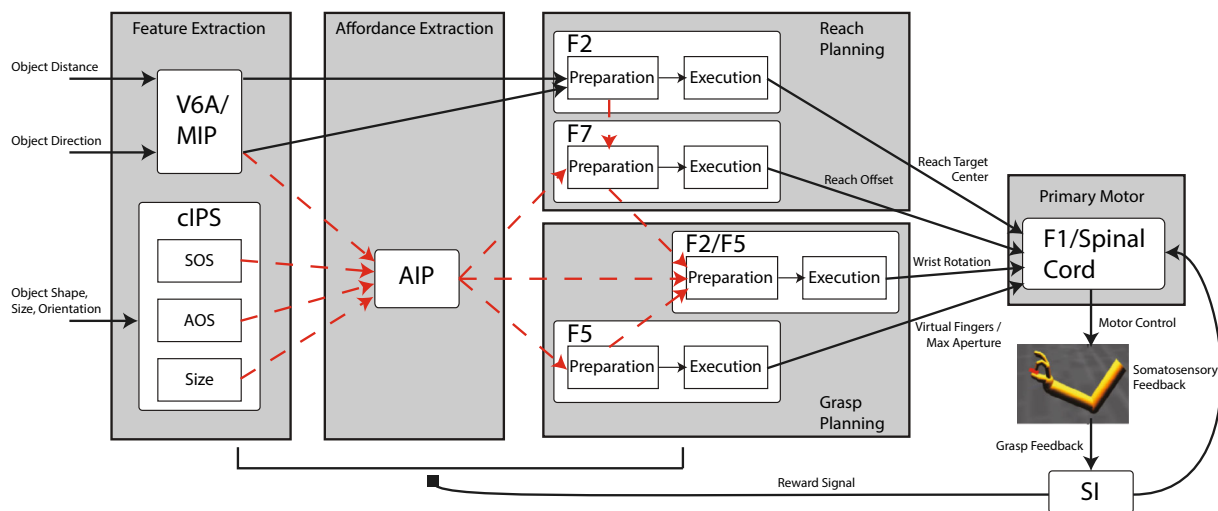 Feature Extraction
Affordance Extraction
Reach
Planning
Object Distance
Object Direction
V6A/
MIP
F2
Preparation
Execution
F7
Preparation
Execution
Reach Target
Center
Reach Offset
Primary Motor
F1/Spinal
Cord
cIPS
SOS
AOS
Size
Object Shape,
Size, Orientation
AIP
F2/F5
Preparation
Execution
Wrist Rotation
F5
Preparation
Execution
Virtual Fingers /
Max Aperture
Grasp
Planning
Motor Control
Somatosensory
Feedback
Grasp Feedback
Reward Signal
SI